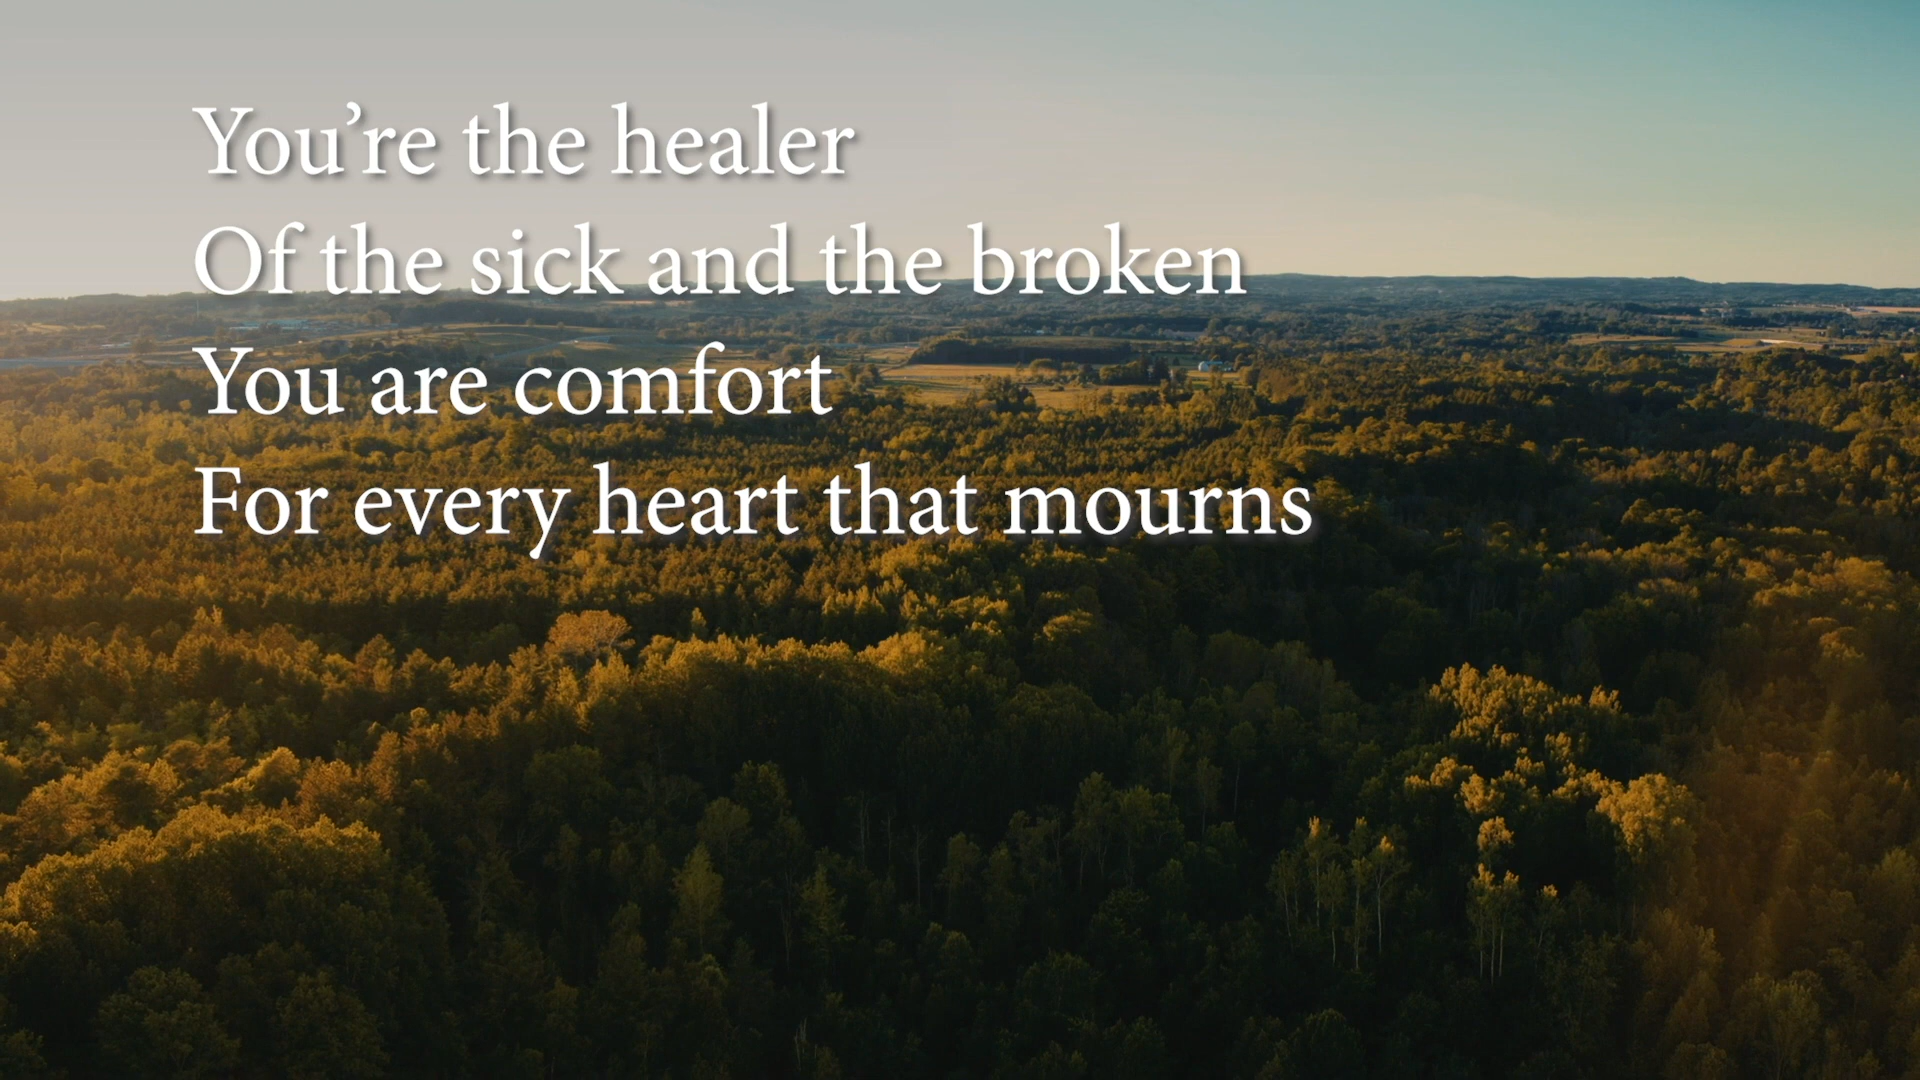 You’re the healer
Of the sick and the broken
You are comfort
For every heart that mourns